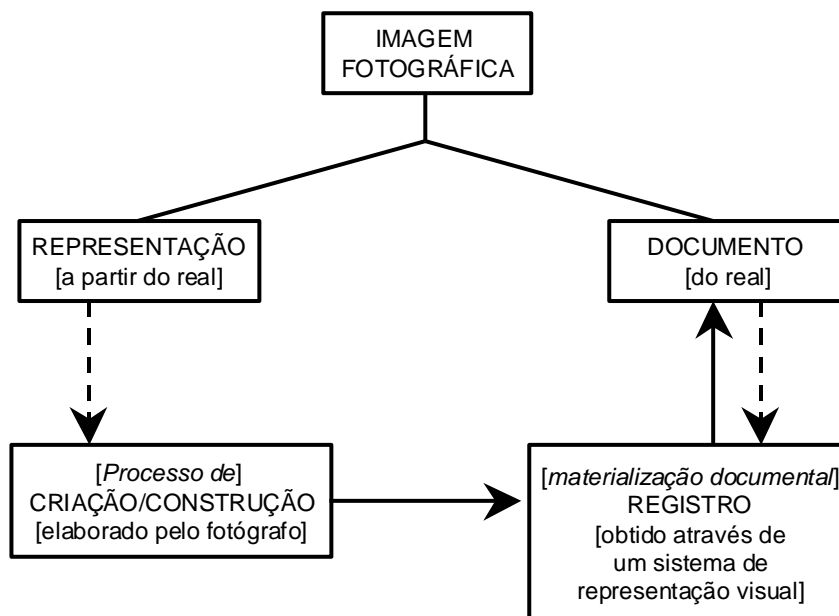 IMAGEM
FOTOGRÁFICA
REPRESENTAÇÃO
[a partir do real]
DOCUMENTO
[do real]
[Processo de]
CRIAÇÃO/CONSTRUÇÃO
[elaborado pelo fotógrafo]
[materialização documental]
REGISTRO
[obtido através de
um sistema de
representação visual]